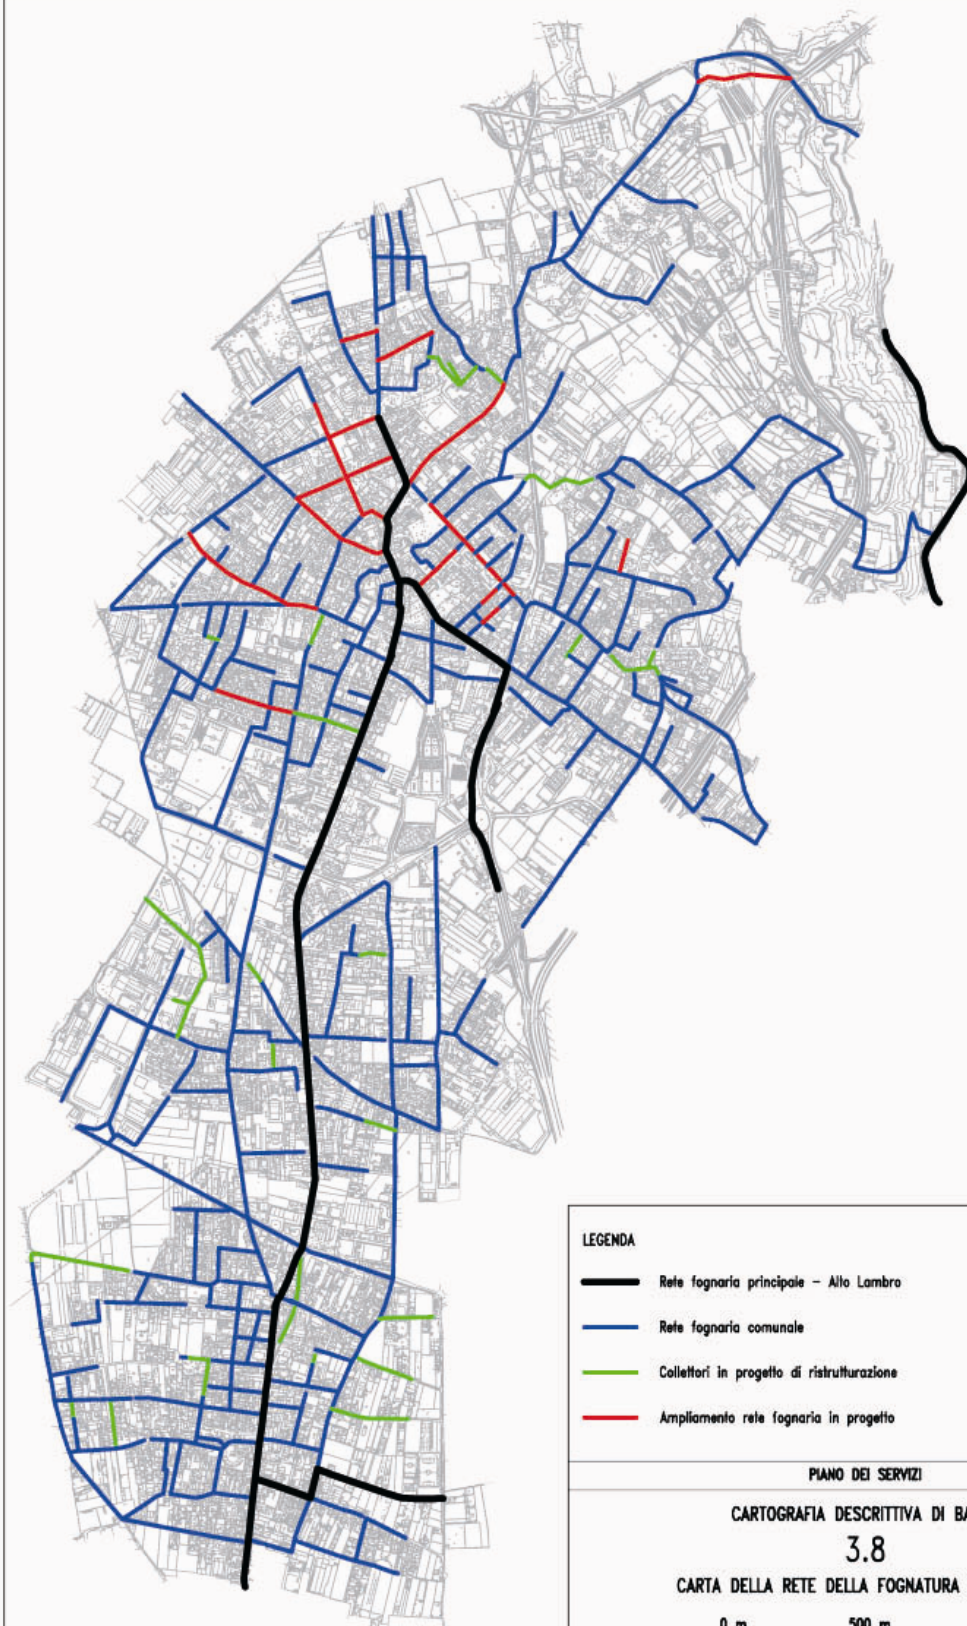 LEGENDA
Rete fognaria principale - Alto Lambro
Rete fognaria comunale
Collettori in progetto di ristrutturazione
Ampliamento rete fognaria in progetto
PIANO DEI SERVIZI
CARTOGRAFIA DESCRITTIVA DI
3.8
CARTA DELLA RETE DELLA FOGNATURA
0 m 500 m